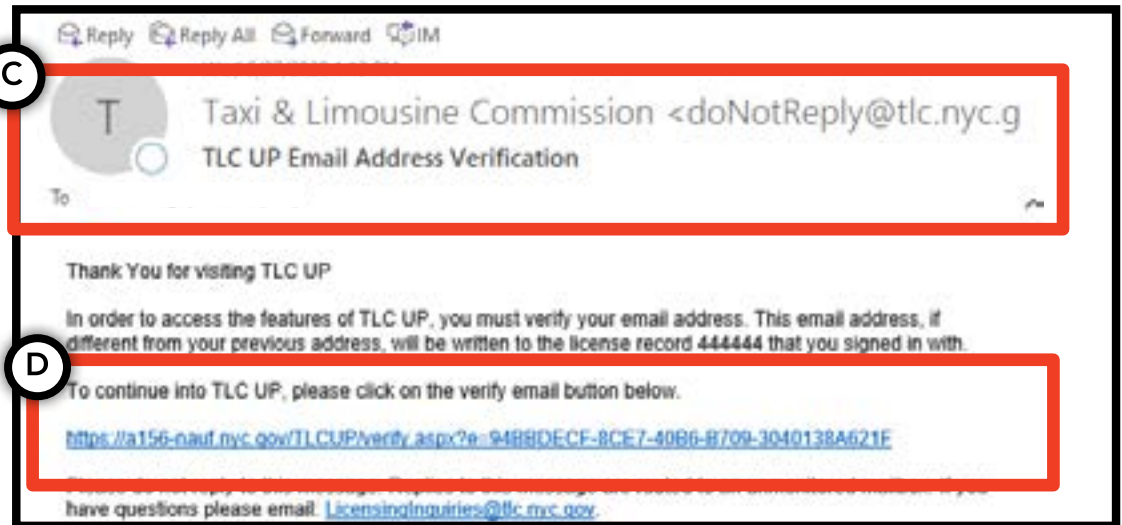 Reply Reply All Forward IM
C
T
Taxi & Limousine Commission <doNotReply@tlc.nyc.g
TLC UP Email Address Verification
To
Thank You for visiting TLC UP
In order to access the features of TLC UP, you must verify your email address. This email address, if
different from your previous address, will be written to the license record 444444 that you signed in with.
D
To continue into TLC UP, please click on the verify email button below.
https://a156-nauf.nyc.gov/TLCUP/verify.aspx?e=94BBDECF-8CE7-40B6-B709-3040138A621F
have questions please email: LicensingInquiries@tlc.nyc.gov.